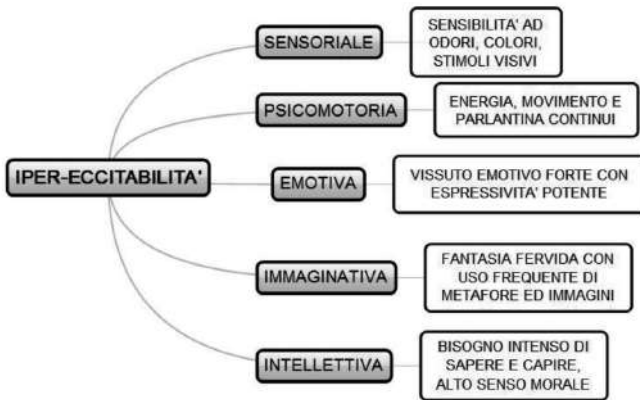 IPER-ECCITABILITA'
SENSORIALE
SENSIBILITA' AD
ODORI, COLORI,
STIMOLI VISIVI
PSICOMOTORIA
ENERGIA, MOVIMENTO E
PARLANTINA CONTINUI
EMOTIVA
VISSUTO EMOTIVO FORTE CON
ESPRESSIVITA' POTENTE
IMMAGINATIVA
FANTASIA FERVIDA CON
USO FREQUENTE DI
METAFORE ED IMMAGINI
INTELLETTIVA
BISOGNO INTENSO DI
SAPERE E CAPIRE,
ALTO SENSO MORALE